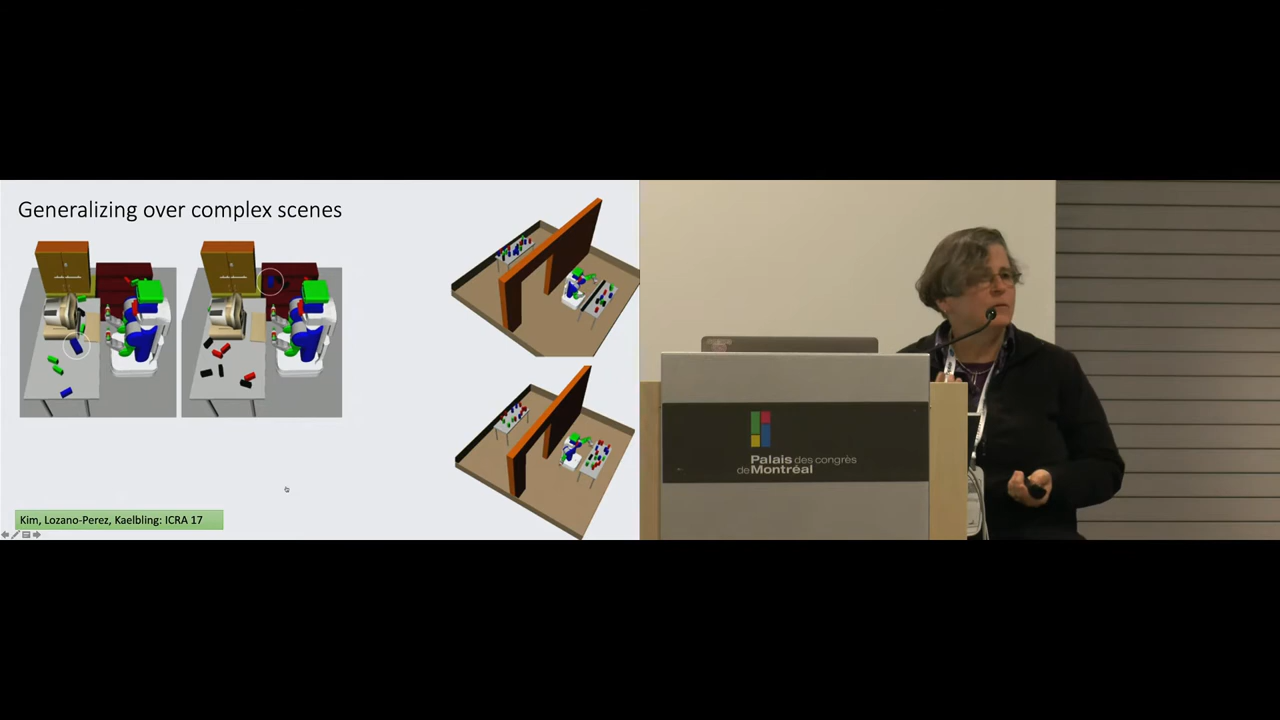 Generalizing over complex scenes
Kim, Lozano-Perez, Kaelbling: ICRA 17
Palais des congrès
de Montréal